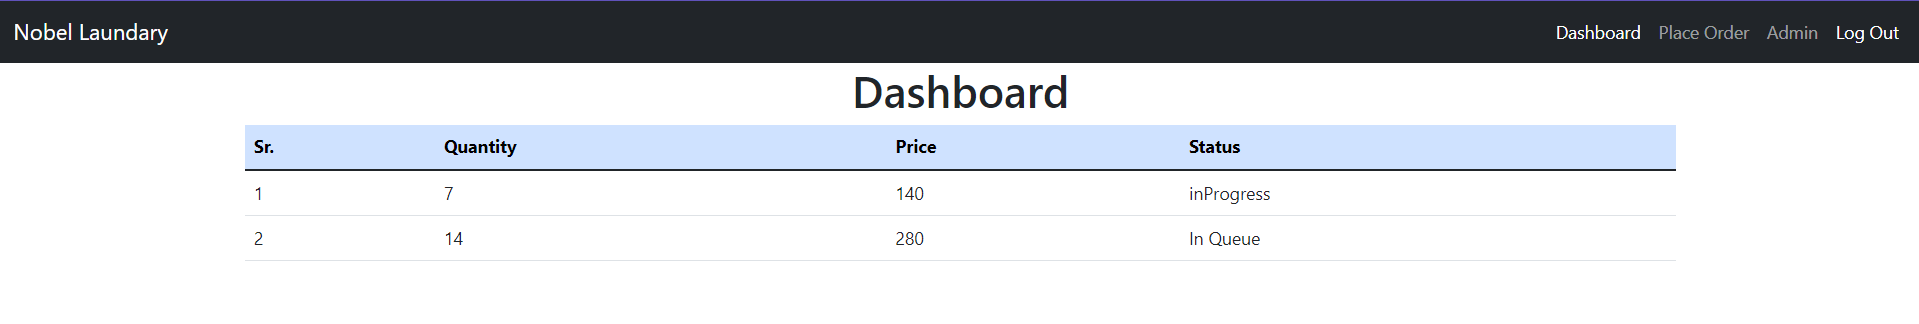 Nobel Laundary Dashboard Place Order Admin Log Out
Dashboard
Sr. Quantity Price Status
1 7 140 inProgress
2 14 280 In Queue